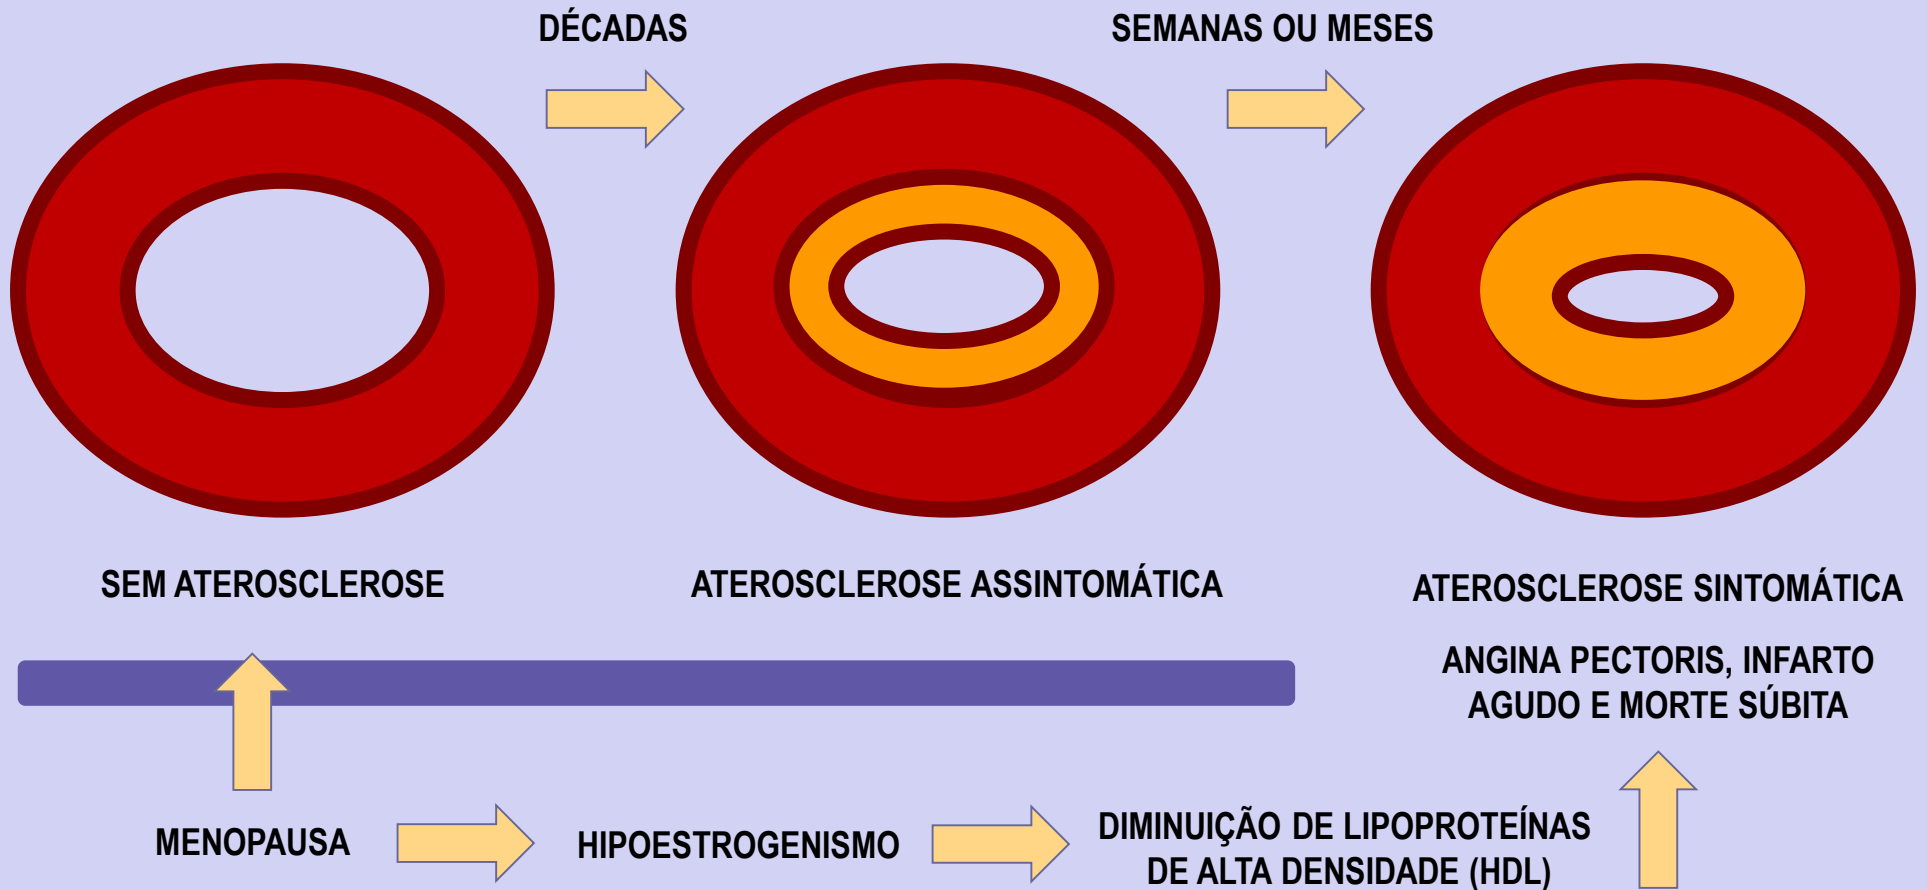 DÉCADAS
SEMANAS OU MESES
SEM ATEROSCLEROSE
ATEROSCLEROSE ASSINTOMÁTICA
ATEROSCLEROSE SINTOMÁTICA
ANGINA PECTORIS, INFARTO
AGUDO E MORTE SÚBITA
MENOPAUSA
HIPOESTROGENISMO
DIMINUIÇÃO DE LIPOPROTEÍNAS
DE ALTA DENSIDADE (HDL)